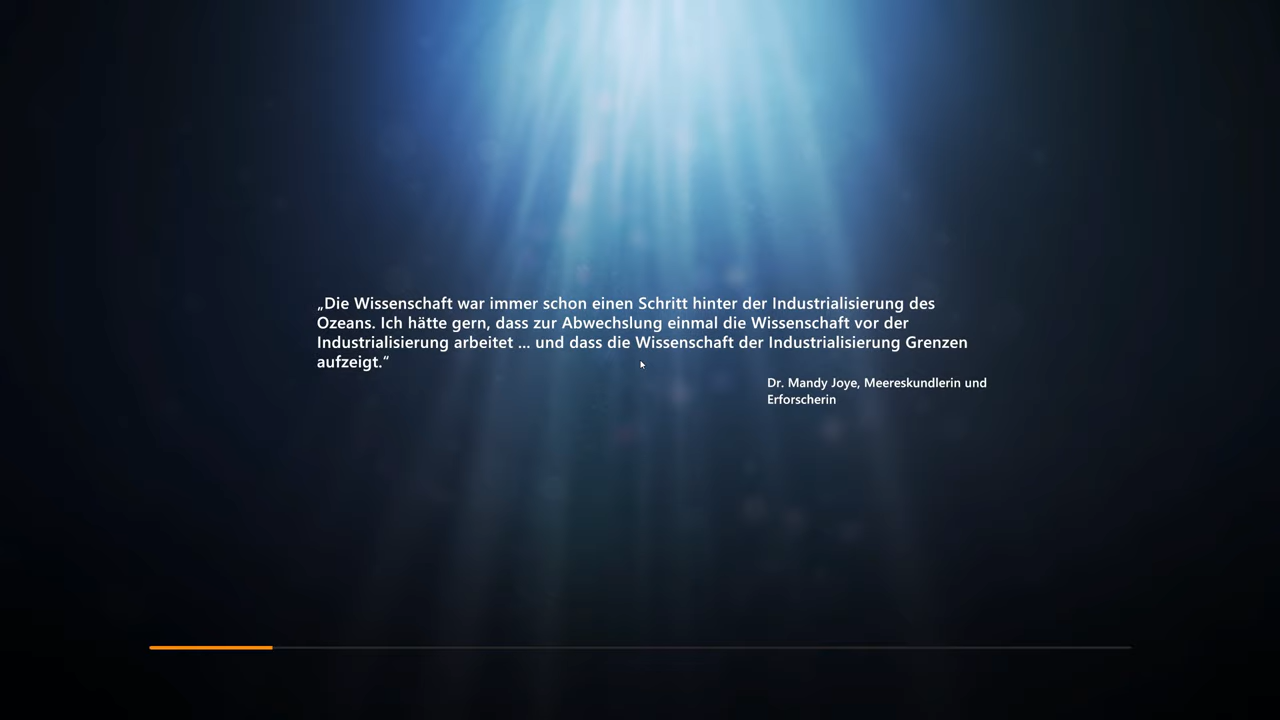 „Die Wissenschaft war immer schon einen Schritt hinter der Industrialisierung des
Ozeans. Ich hätte gern, dass zur Abwechslung einmal die Wissenschaft vor der
Industrialisierung arbeitet ... und dass die Wissenschaft der Industrialisierung Grenzen
aufzeigt.“
Dr. Mandy Joye, Meereskundlerin und
Erforscherin